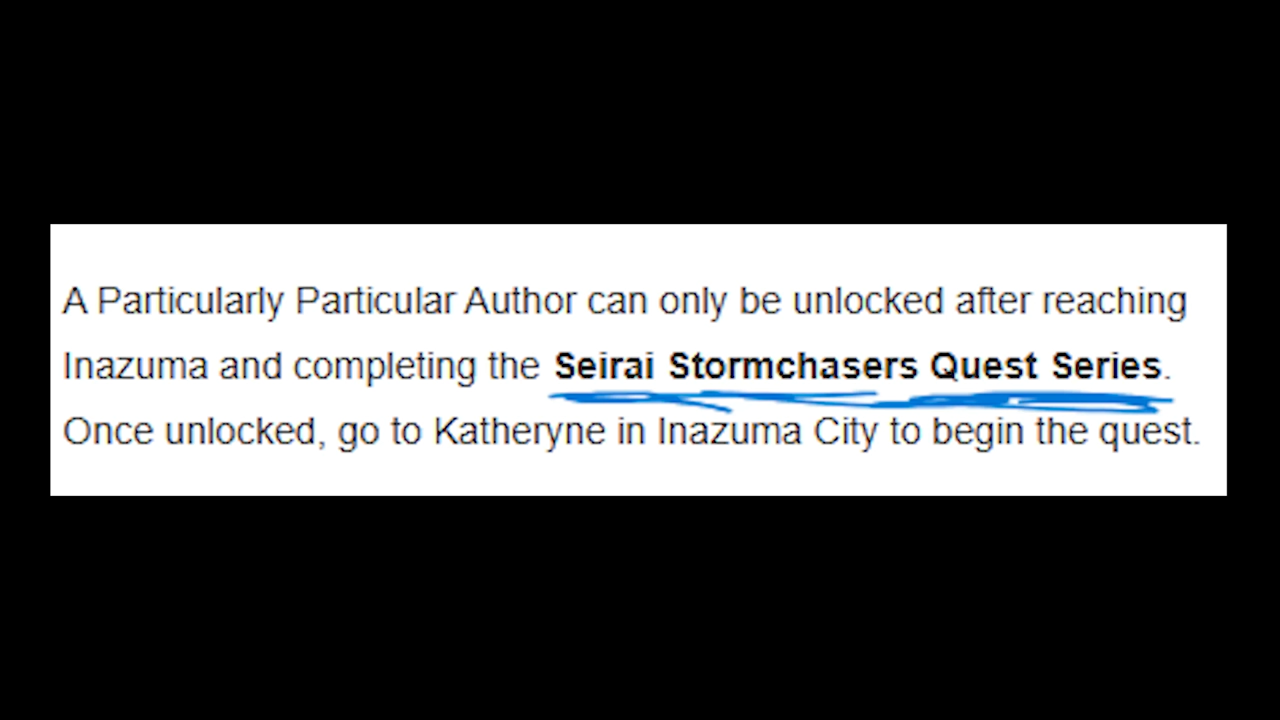 A Particularly Particular Author can only be unlocked after reaching
Inazuma and completing the Seirai Stormchasers Quest Series.
Once unlocked, go to Katheryne in Inazuma City to begin the quest.